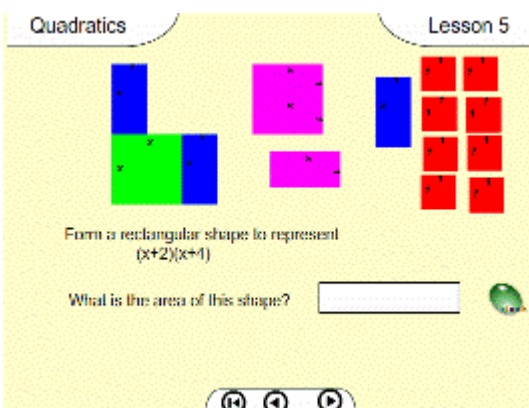 Quadratics
Lesson 5
Form a rectangular shape to represent
(x+2)(x+4)
What is the area of this shape?